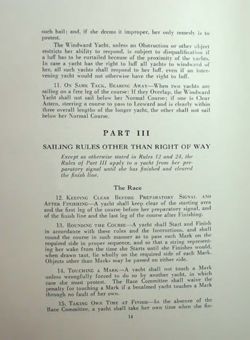 such hail; and, if she deems it improper, her only remedy is to
protest.
The Windward Yacht, unless an Obstruction or other object
restricts her ability to respond, is subject to disqualification if
a luff has to be curtailed because of the proximity of the yachts.
In case a yacht has the right to luff all yachts to windward of
her, all such yachts shall respond to her luff, even if an inter-
vening yacht would not otherwise have the right to luff.
11. ON SAME TACK, BEARING AWAY—When two yachts are
sailing on a free leg of the course: If they Overlap, the Windward
Yacht shall not sail below her Normal Course; if one is Clear
Astern, steering a course to pass to Leeward and is clearly within
three overall lengths of the longer yacht, the other shall not sail
below her Normal Course.
PART III
SAILING RULES OTHER THAN RIGHT OF WAY
Except as otherwise stated in Rules 12 and 24, the
Rules of Part III apply to a yacht from her pre-
paratory signal until she has finished and cleared
the finish line.
The Race
12. KEEPING CLEAR BEFORE PREPARATORY SIGNAL AND
AFTER FINISHING—A yacht shall keep clear of the starting area
and the first leg of the course before her preparatory signal, and
of the finish line and the last leg of the course after Finishing.
13. ROUNDING THE COURSE—A yacht shall Start and Finish
in accordance with these rules and the Instructions, and shall
round the course in such manner as to pass each Mark on the
required side in proper sequence, and so that a string represent-
ing her wake from the time she Starts until she Finishes would,
when drawn taut, lie wholly on the required side of each Mark.
Objects other than Marks may be passed on either side.
14. TOUCHING A MARK—A yacht shall not touch a Mark
unless wrongfully forced to do so by another yacht, in which
case she must protest. The Race Committee shall waive the
penalty for touching a Mark if a benalmed yacht touches a Mark
through no fault of her own.
15. TAKING OWN TIME AT FINISH—In the absence of the
Race Committee, a yacht shall take her own time when she fin-
14